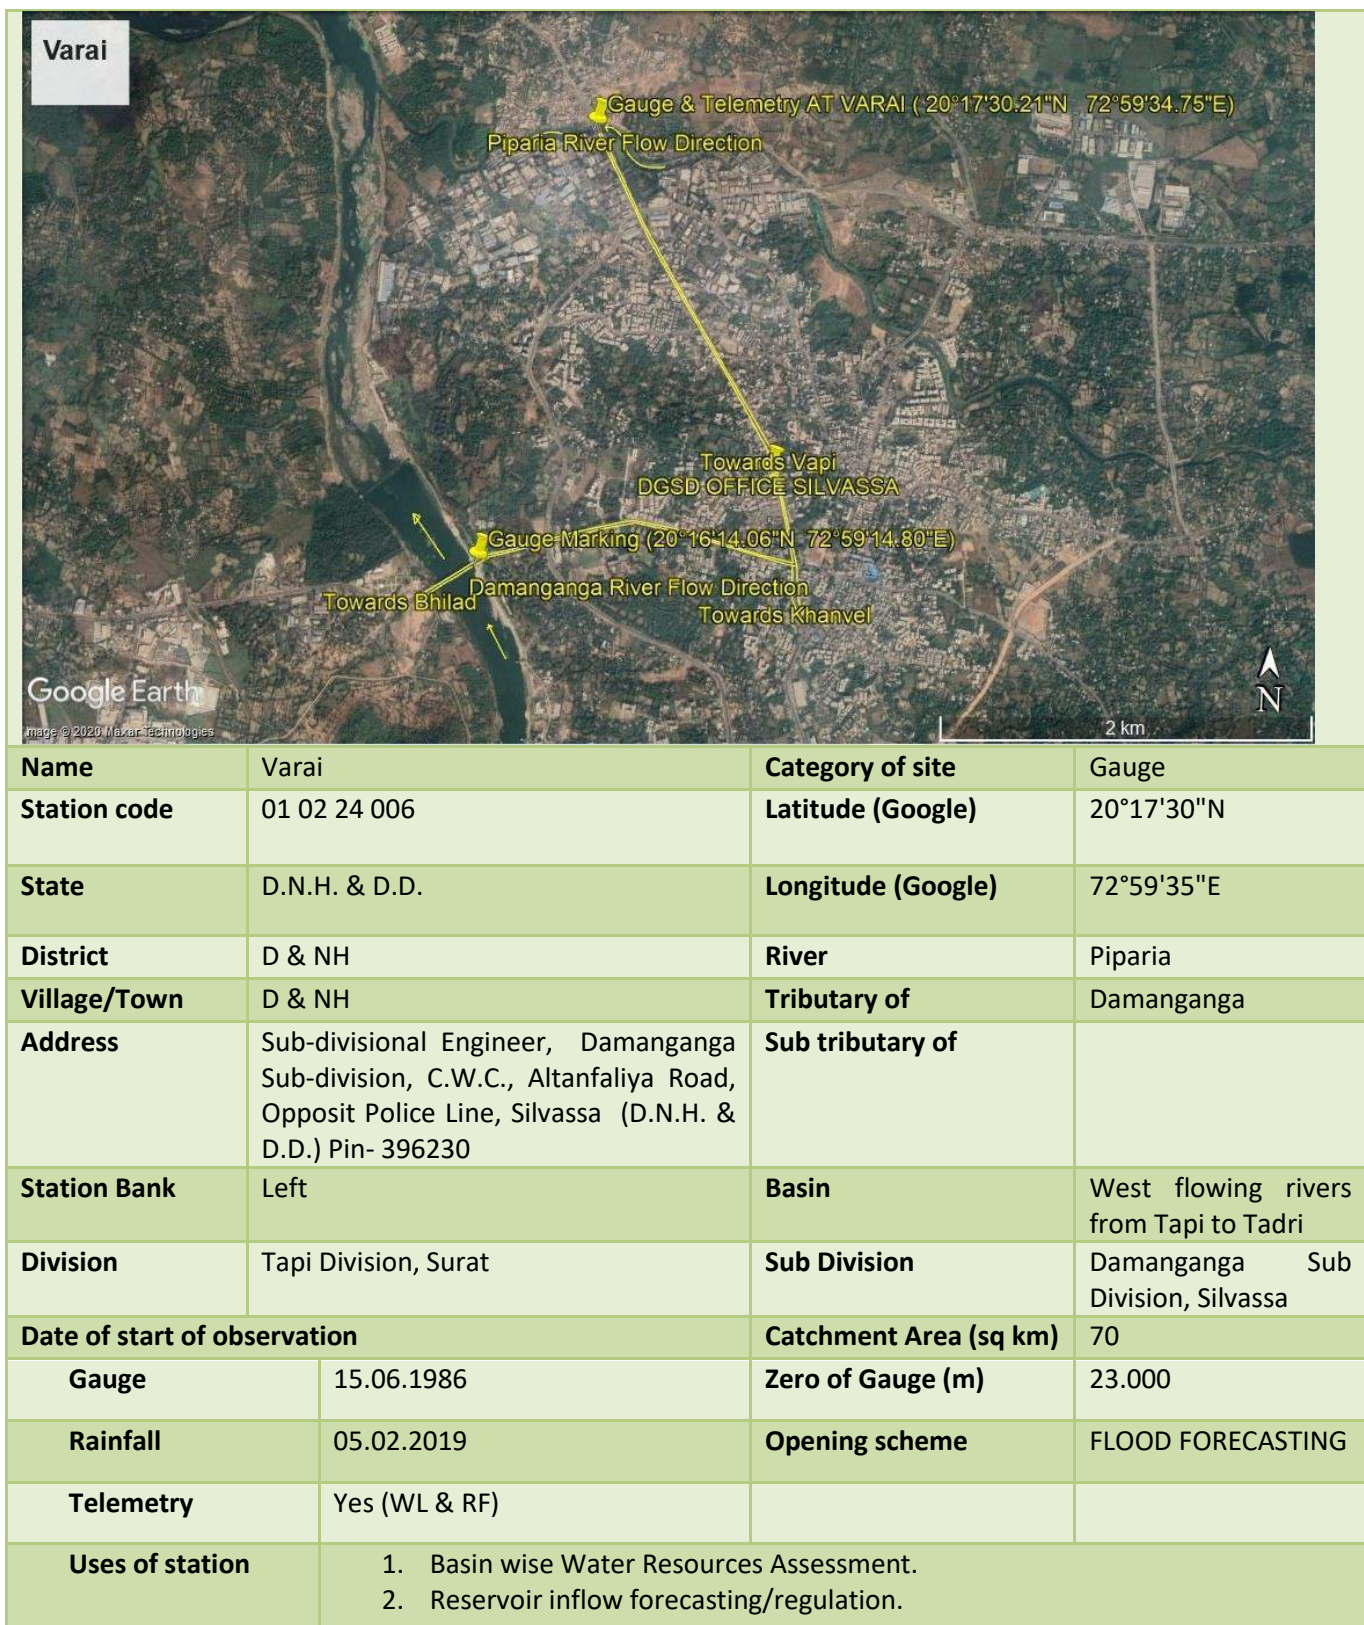 Varai
Gauge & Telemetry AT VARAI ( 20°17'30.21"N 72°59'34.75"E)
Piparia River Flow Direction
Towards Vapi
DGSD OFFICE SILVASSA
Gauge Marking (20°16'14.06"N 72°59'14.80"E)
Damanganga River Flow Direction
Towards Bhilad
Towards Khanvel
Google Earth
Image © 2020 Maxar Technologies
N
2 km
Name Varai Category of site Gauge
Station code 01 02 24 006 Latitude (Google) 20°17'30"N
State D.N.H. & D.D. Longitude (Google) 72°59'35"E
District D & NH River Piparia
Village/Town D & NH Tributary of Damanganga
Address Sub-divisional Engineer, Damanganga Sub tributary of
Sub-division, C.W.C., Altanfaliya Road,
Opposit Police Line, Silvassa (D.N.H. &
D.D.) Pin- 396230
Station Bank Left Basin West flowing rivers
from Tapi to Tadri
Division Tapi Division, Surat Sub Division Damanganga Sub
Division, Silvassa
Date of start of observation Catchment Area (sq km) 70
Gauge 15.06.1986 Zero of Gauge (m) 23.000
Rainfall 05.02.2019 Opening scheme FLOOD FORECASTING
Telemetry Yes (WL & RF)
Uses of station 1. Basin wise Water Resources Assessment.
2. Reservoir inflow forecasting/regulation.